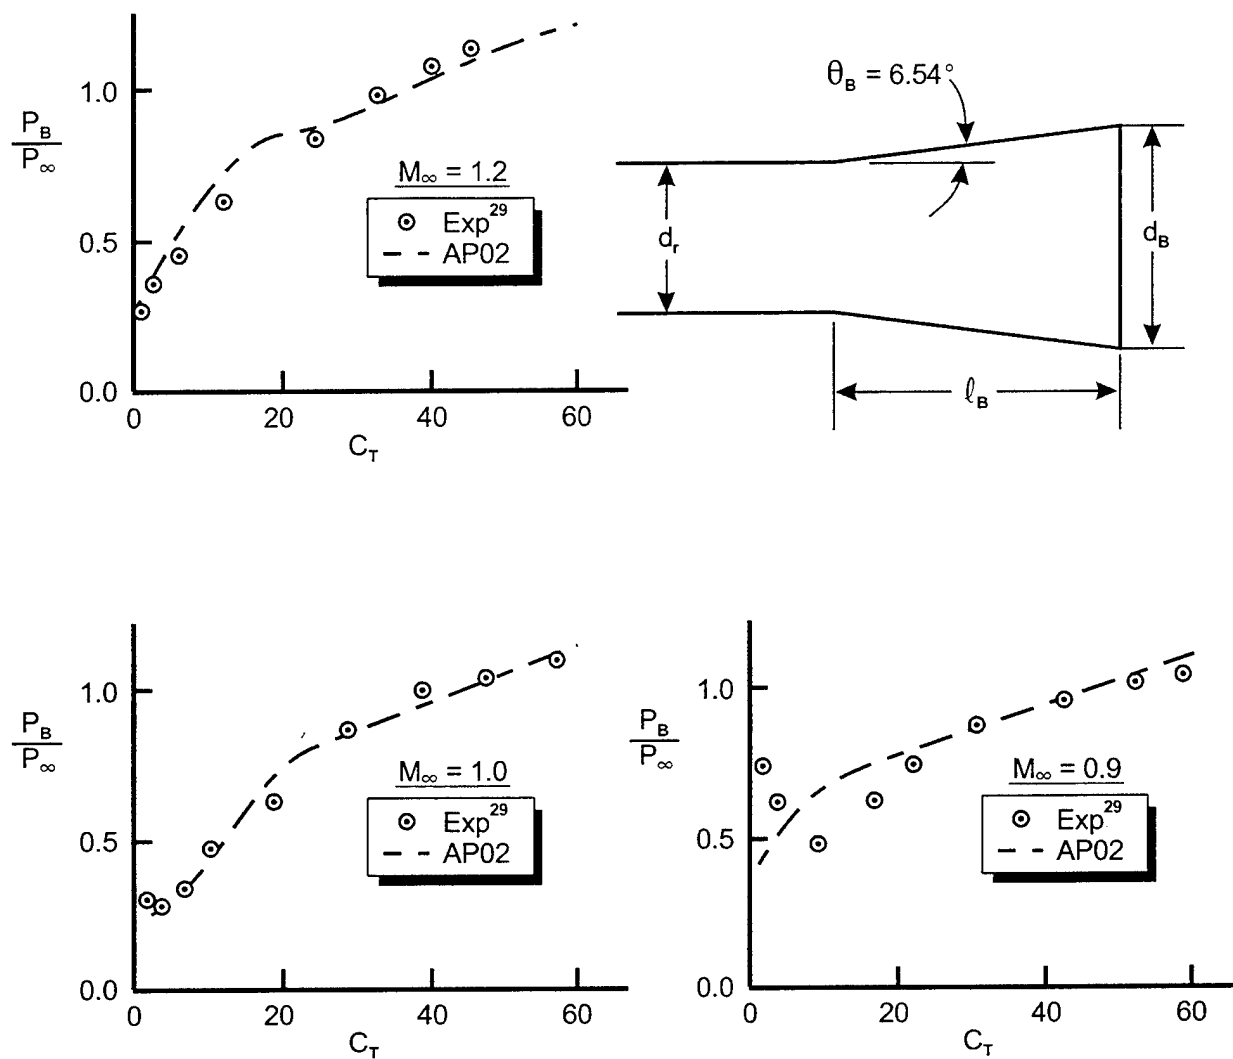 1.0
P_B
P_∞
0.5
0.0
0 20 40 60
C_T
M_∞ = 1.2
Exp^29
AP02
θ_B = 6.54°
d_r
d_B
ℓ_B
1.0
P_B
P_∞
0.5
0.0
0 20 40 60
C_T
M_∞ = 1.0
Exp^29
AP02
1.0
P_B
P_∞
0.5
0.0
0 20 40 60
C_T
M_∞ = 0.9
Exp^29
AP02